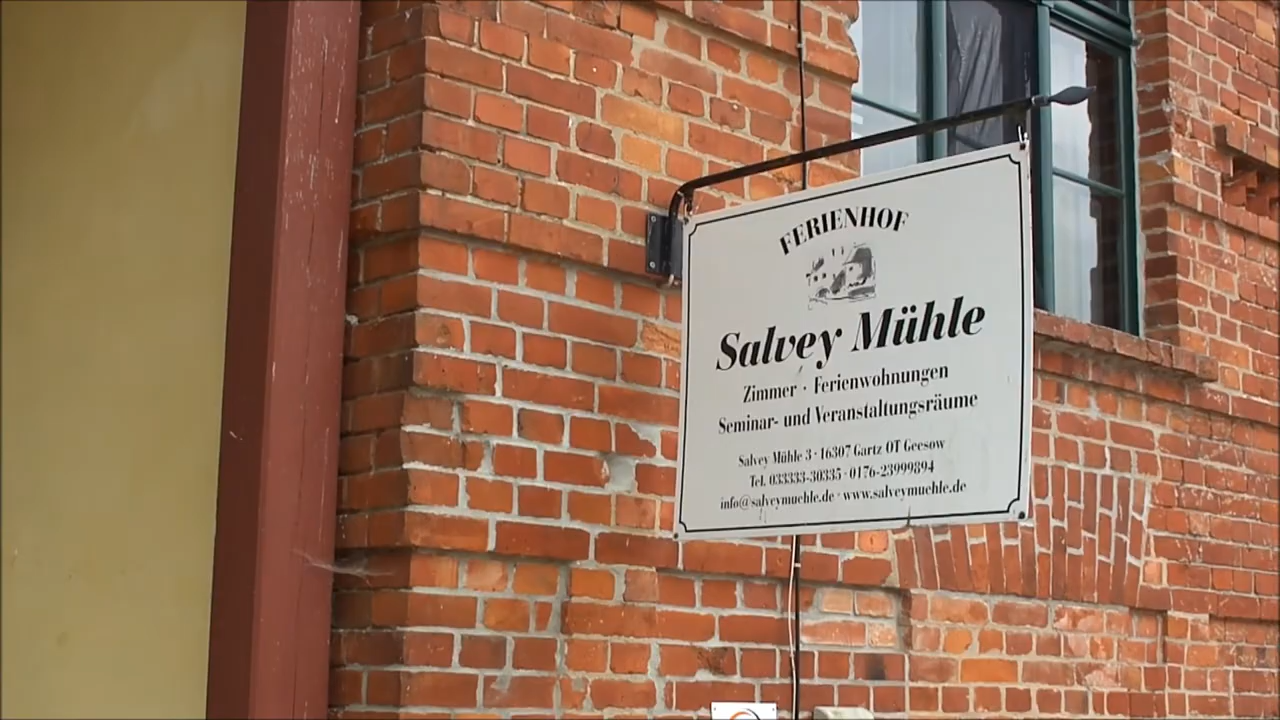 FERIENHOF
Salvey Mühle
Zimmer · Ferienwohnungen
Seminar- und Veranstaltungsräume
Salvey Mühle 3 · 16307 Gartz OT Geesow
Tel. 033333-30335 · 0176-23999894
info@salveymuehle.de · www.salveymuehle.de